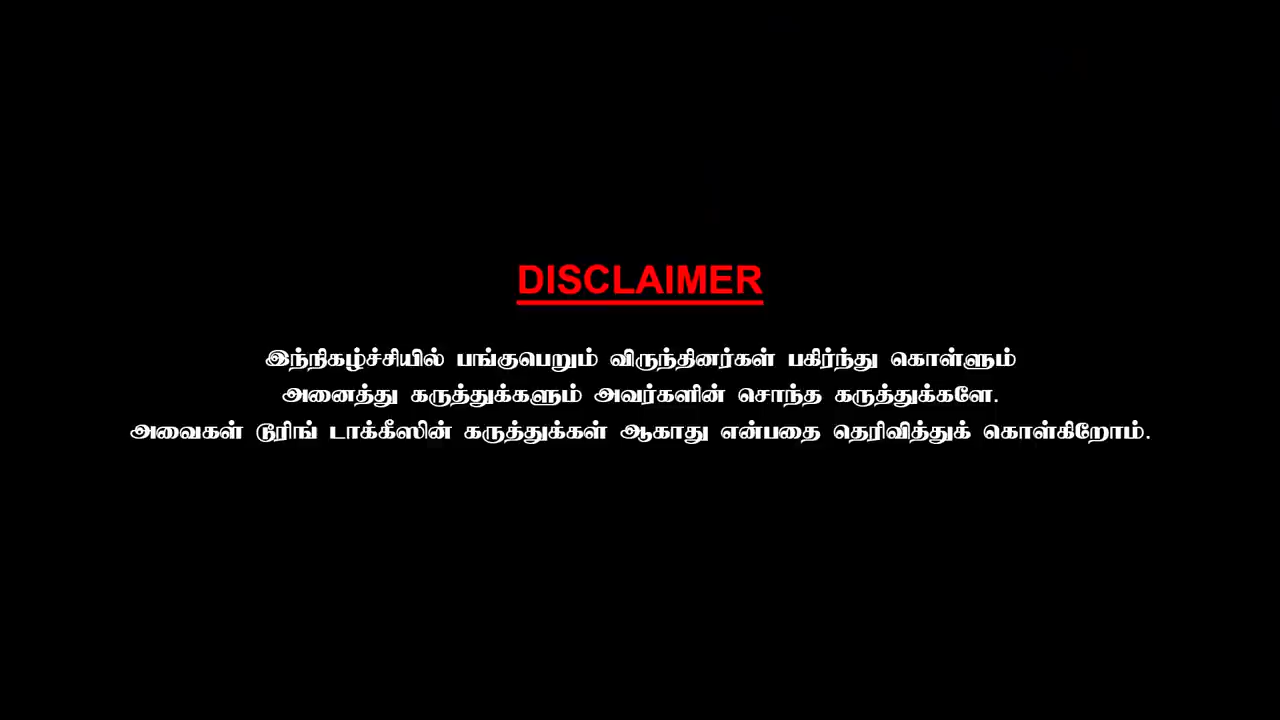 DISCLAIMER
இந்நிகழ்ச்சியில் பங்குபெறும் விருந்தினர்கள் பகிர்ந்து கொள்ளும்
அனைத்து கருத்துக்களும் அவர்களின் சொந்த கருத்துக்களே.
அவைகள் டூரிங் டாக்கீஸின் கருத்துக்கள் ஆகாது என்பதை தெரிவித்துக் கொள்கிறோம்.